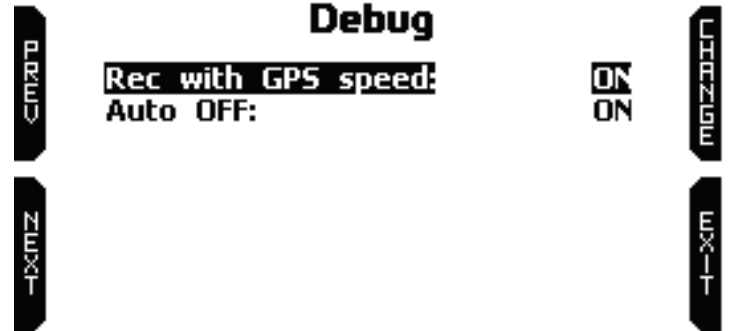 Debug
PREV
CHANGE
Rec with GPS speed: ON
Auto OFF: ON
NEXT
EXIT